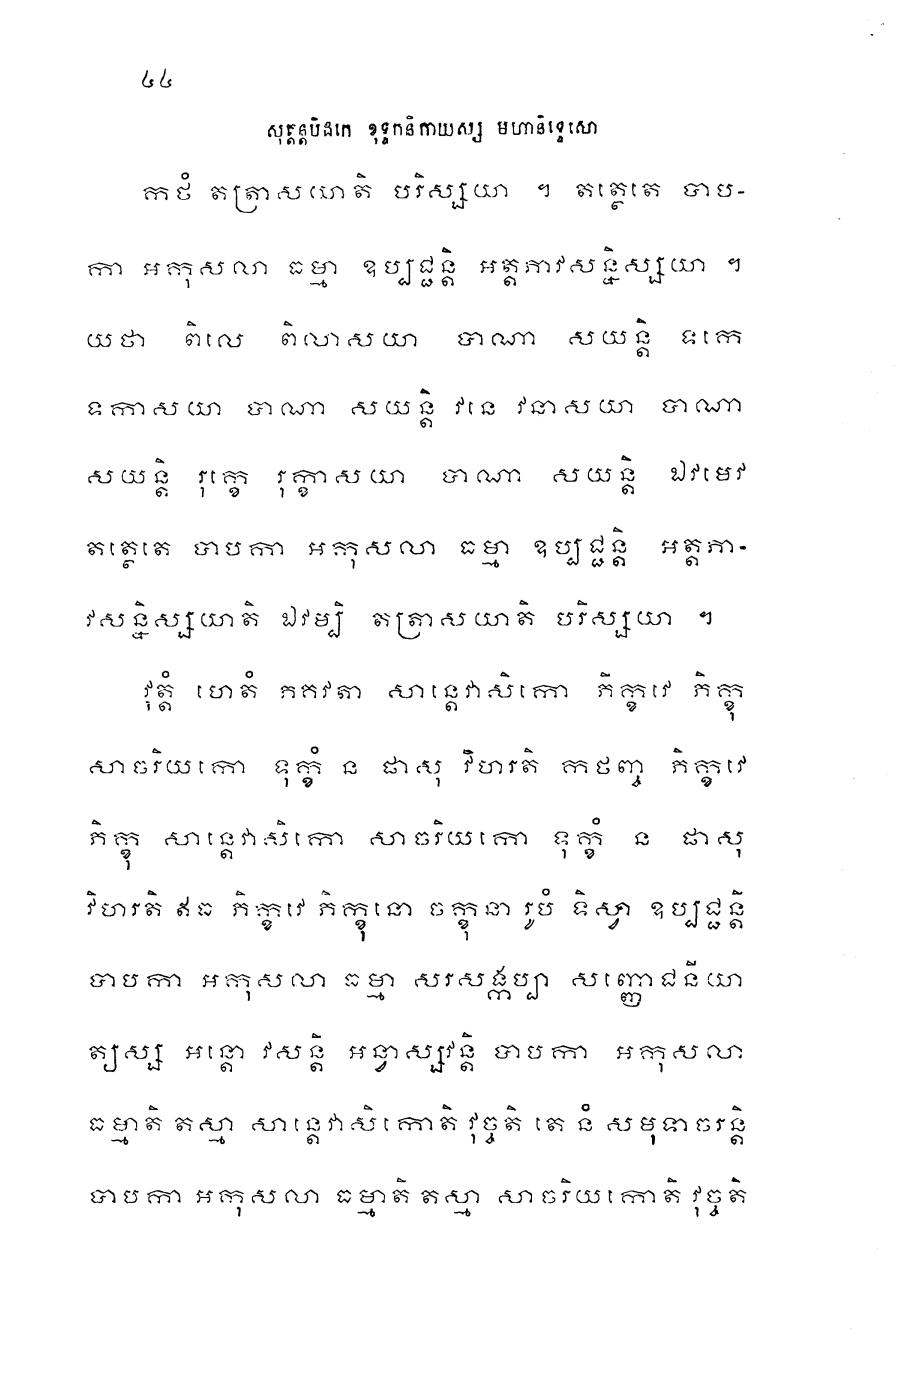 ៤៤
សុត្តន្តបិដកេ ខុទ្ទកនិកាយស្ស មហានិទ្ទេសោ
កថំ តត្រាសយាតិ បរិស្សយា ។ តត្ថេតេ បាប-
កា អកុសលា ធម្មា ឧប្បជ្ជន្តិ អត្តភាវសន្និស្សយា ។
យថា ពិលេ ពិលាសយា បាណា សយន្តិ ទកេ
ទកាសយា បាណា សយន្តិ វនេ វនាសយា បាណា
សយន្តិ រុក្ខេ រុក្ខាសយា បាណា សយន្តិ ឯវមេវ
តត្ថេតេ បាបកា អកុសលា ធម្មា ឧប្បជ្ជន្តិ អត្តភា-
វសន្និស្សយាតិ ឯវម្បិ តត្រាសយាតិ បរិស្សយា ។
វុត្តំ ហេតំ ភគវតា សាន្តេវាសិកោ ភិក្ខវេ ភិក្ខុ
សាចរិយកោ ទុក្ខំ ន ផាសុ វិហរតិ កថញ្ច ភិក្ខវេ
ភិក្ខុ សាន្តេវាសិកោ សាចរិយកោ ទុក្ខំ ន ផាសុ
វិហរតិ ឥធ ភិក្ខវេ ភិក្ខុនោ ចក្ខុនា រូបំ ទិស្វា ឧប្បជ្ជន្តិ
បាបកា អកុសលា ធម្មា សរសង្កប្បា សញ្ញោជនីយា
ត្យស្ស អន្តោ វសន្តិ អន្វាស្សវន្តិ បាបកា អកុសលា
ធម្មាតិ តស្មា សាន្តេវាសិកោតិ វុច្ចតិ តេ នំ សមុទាចរន្តិ
បាបកា អកុសលា ធម្មាតិ តស្មា សាចរិយកោតិ វុច្ចតិ